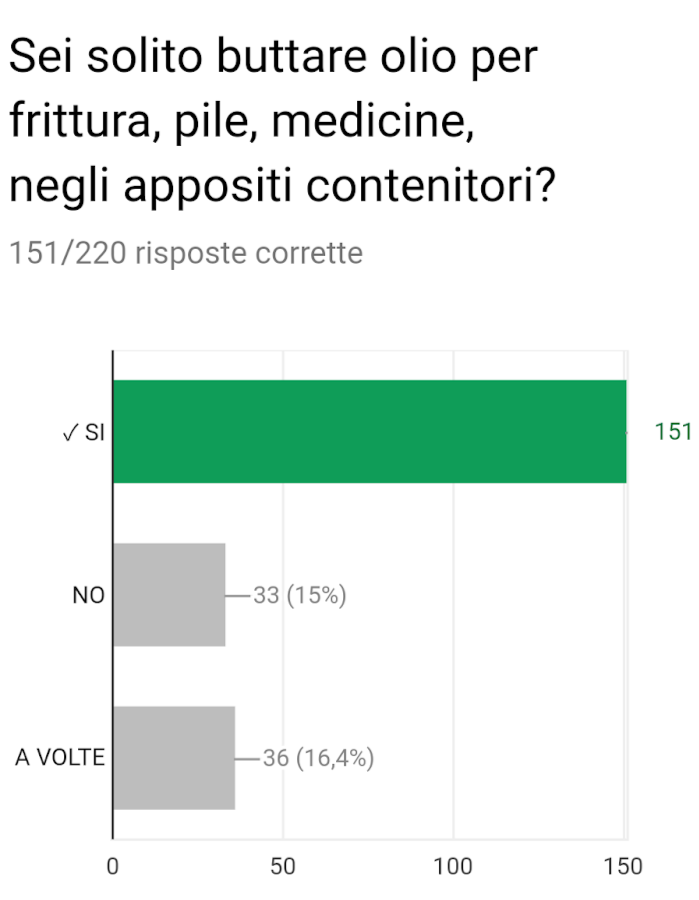 Sei solito buttare olio per
frittura, pile, medicine,
negli appositi contenitori?
151/220 risposte corrette
✓ SI
151
NO
33 (15%)
A VOLTE
36 (16,4%)
0
50
100
150